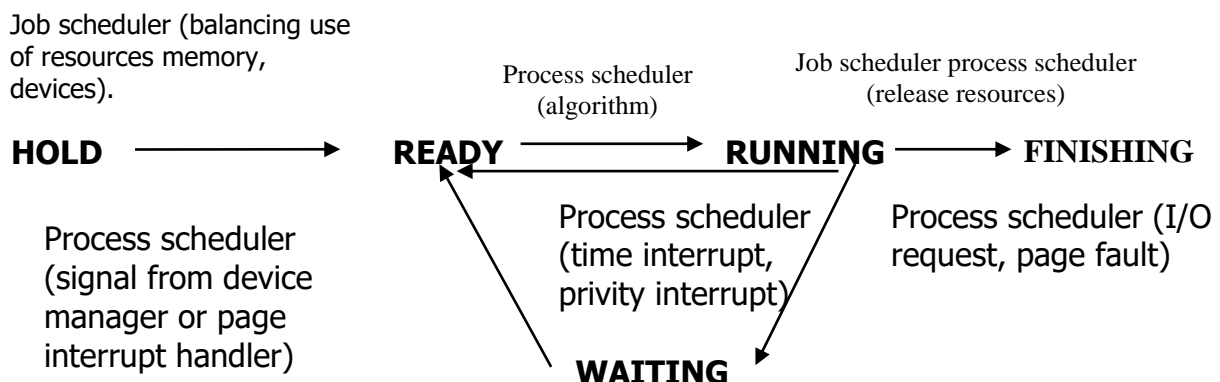 Job scheduler (balancing use
of resources memory,
devices).
Process scheduler
(algorithm)
Job scheduler process scheduler
(release resources)
HOLD
READY
RUNNING
FINISHING
Process scheduler
(signal from device
manager or page
interrupt handler)
Process scheduler
(time interrupt,
privity interrupt)
Process scheduler (I/O
request, page fault)
WAITING